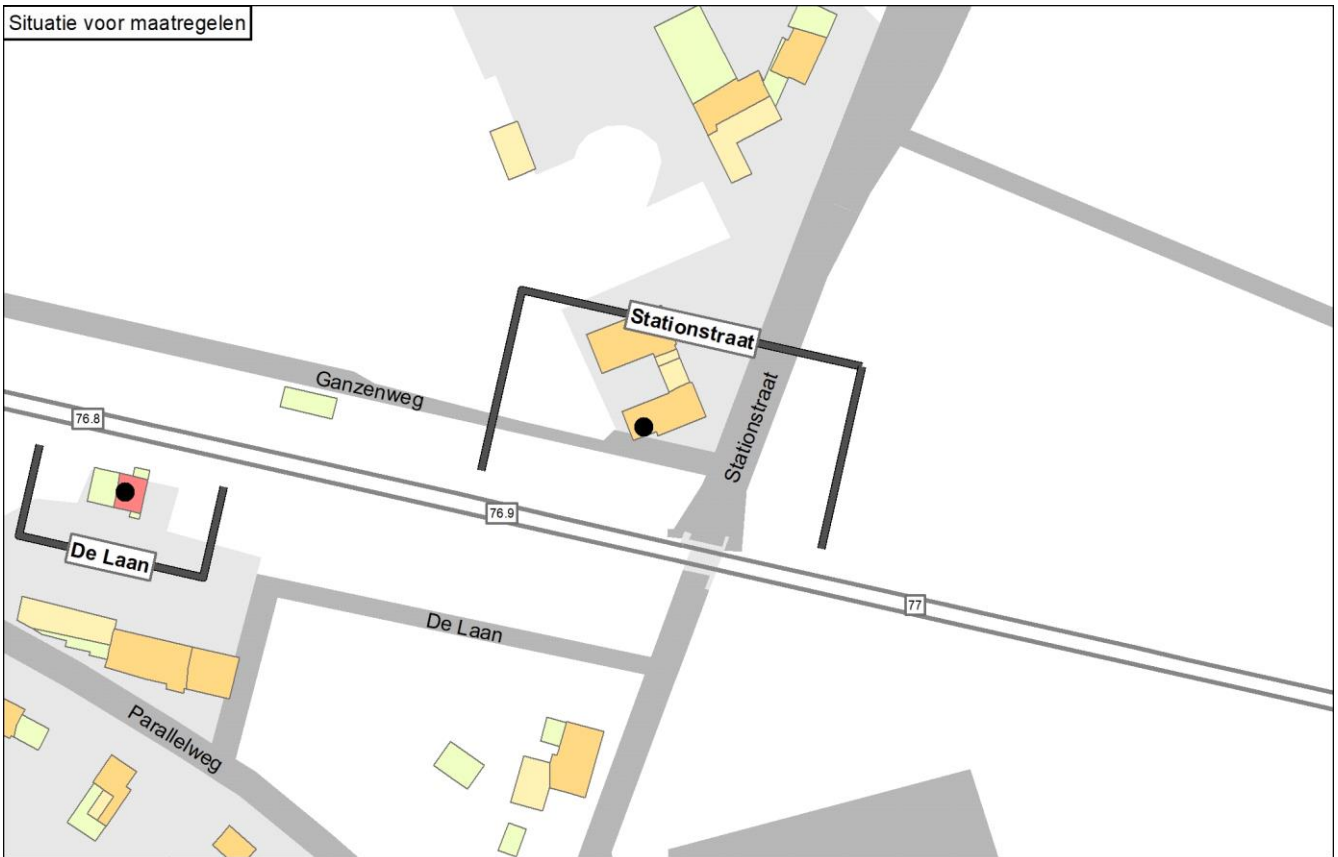 Situatie voor maatregelen
Stationstraat
Ganzenweg
Stationstraat
76.8
76.9
De Laan
77
De Laan
Parallelweg